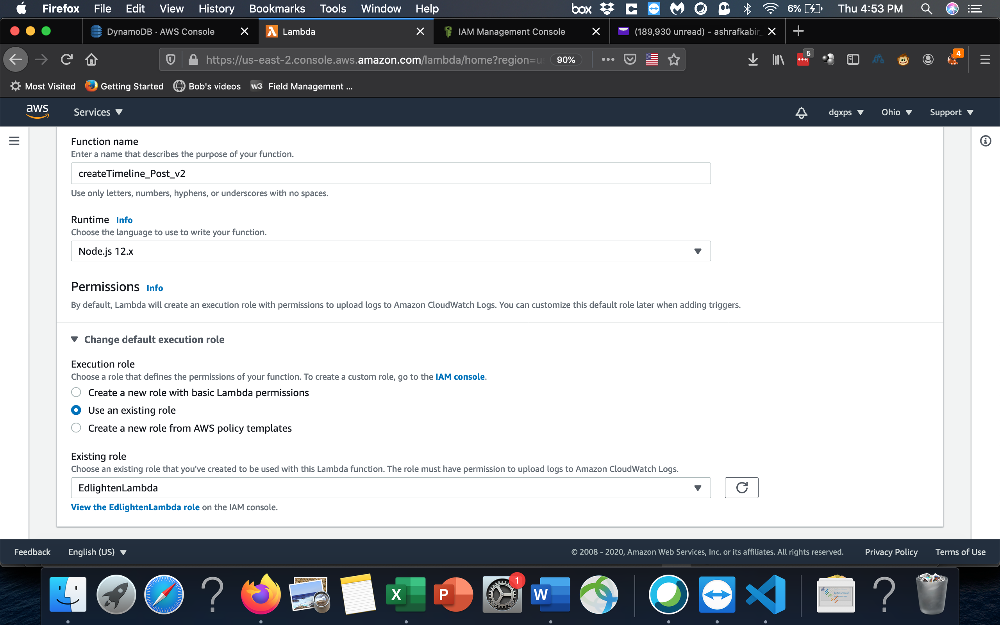 Firefox File Edit View History Bookmarks Tools Window Help box 6% Thu 4:53 PM
DynamoDB · AWS Console Lambda IAM Management Console (189,930 unread) - ashrafkabir_
https://us-east-2.console.aws.amazon.com/lambda/home?region=us 90% 5 4
Most Visited Getting Started Bob's videos w3 Field Management ...
aws Services dgxps Ohio Support
Function name
Enter a name that describes the purpose of your function.
createTimeline_Post_v2
Use only letters, numbers, hyphens, or underscores with no spaces.
Runtime Info
Choose the language to use to write your function.
Node.js 12.x
Permissions Info
By default, Lambda will create an execution role with permissions to upload logs to Amazon CloudWatch Logs. You can customize this default role later when adding triggers.
Change default execution role
Execution role
Choose a role that defines the permissions of your function. To create a custom role, go to the IAM console.
Create a new role with basic Lambda permissions
Use an existing role
Create a new role from AWS policy templates
Existing role
Choose an existing role that you've created to be used with this Lambda function. The role must have permission to upload logs to Amazon CloudWatch Logs.
EdlightenLambda
View the EdlightenLambda role on the IAM console.
Feedback English (US) © 2008 - 2020, Amazon Web Services, Inc. or its affiliates. All rights reserved. Privacy Policy Terms of Use
? X P 1 W ?